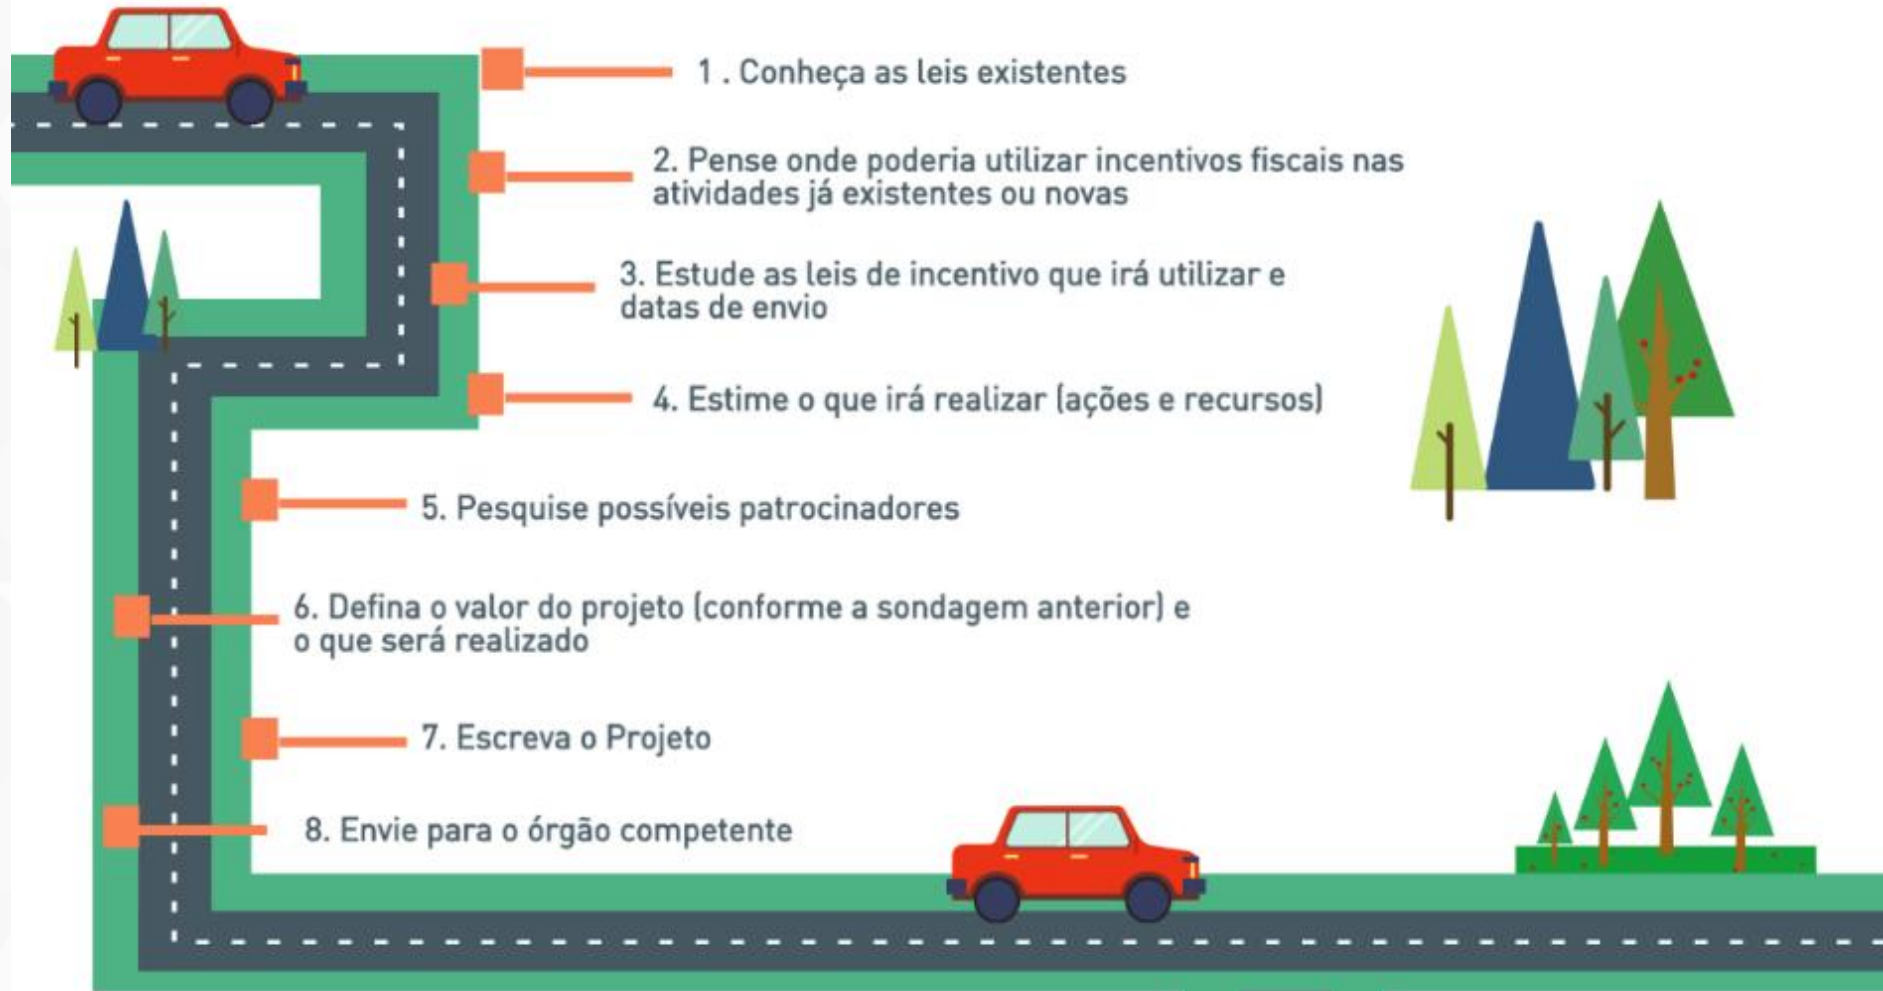 1 . Conheça as leis existentes
2. Pense onde poderia utilizar incentivos fiscais nas
atividades já existentes ou novas
3. Estude as leis de incentivo que irá utilizar e
datas de envio
4. Estime o que irá realizar (ações e recursos)
5. Pesquise possíveis patrocinadores
6. Defina o valor do projeto (conforme a sondagem anterior) e
o que será realizado
7. Escreva o Projeto
8. Envie para o órgão competente